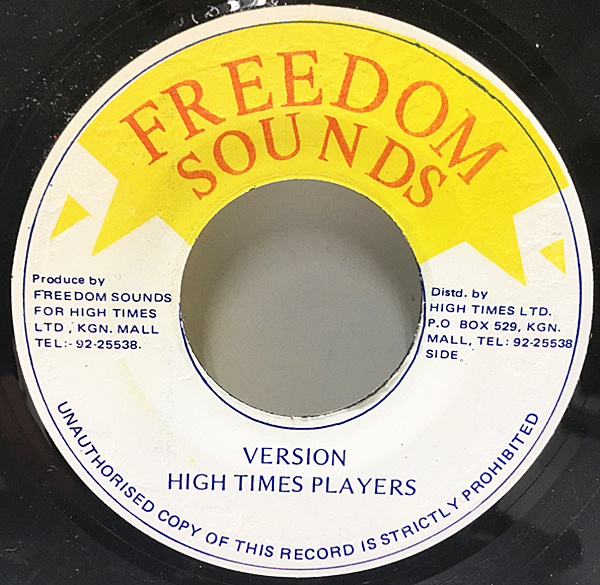 FREEDOM
SOUNDS
Produce by
FREEDOM SOUNDS
FOR HIGH TIMES
LTD, KGN. MALL
TEL:- 92-25538.
Distd. by
HIGH TIMES LTD.
P.O BOX 529, KGN.
MALL, TEL: 92-25538
SIDE.
VERSION
HIGH TIMES PLAYERS
UNAUTHORISED COPY OF THIS RECORD IS STRICTLY PROHIBITED